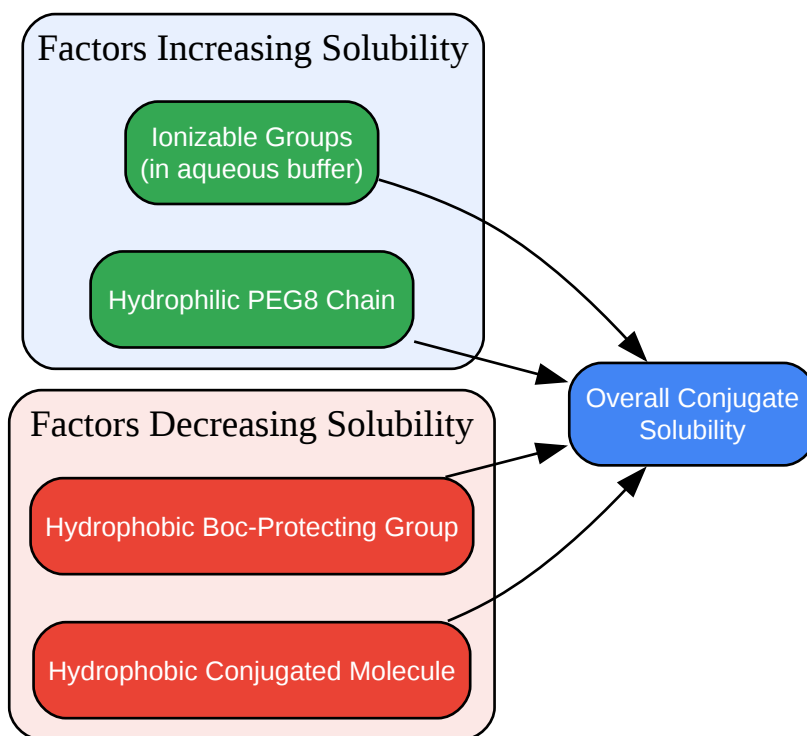 Factors Increasing Solubility
Ionizable Groups
(in aqueous buffer)
Hydrophilic PEG8 Chain
Overall Conjugate
Solubility
Factors Decreasing Solubility
Hydrophobic Boc-Protecting Group
Hydrophobic Conjugated Molecule